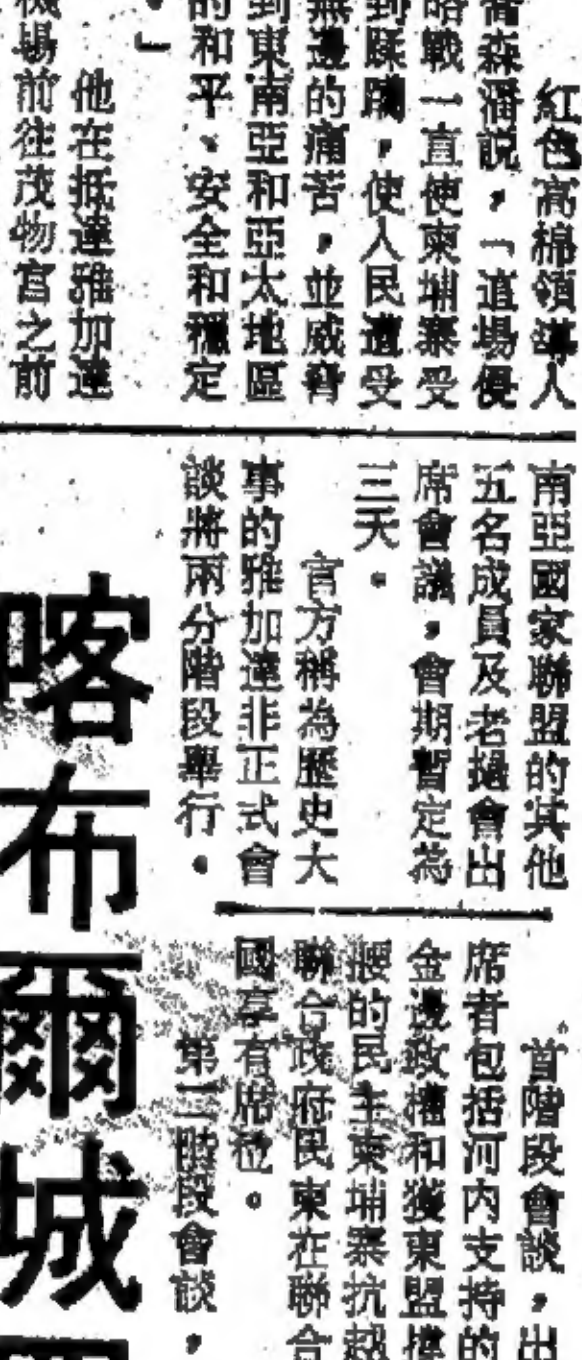 紅色高綿領導人
喬森潘說，「這場侵
略戰一直使柬埔寨受
到蹂躪，使人民遭受
無邊的痛苦，並威脅
到東南亞和亞太地區
的和平、安全和穩定
。」
他在抵達雅加達
機場前往茂物宮之前
南亞國家聯盟的其他
五名成員及老撾會出
席會議，會期暫定為
三天。
官方稱為歷史大
事的雅加達非正式會
談將兩分階段舉行。
首階段會談，出
席者包括河內支持的
金邊政權和獲東盟撐
腰的民主柬埔寨抗越
聯合政府民柬在聯合
國享有席位。
第二階段會談，
喀布爾城